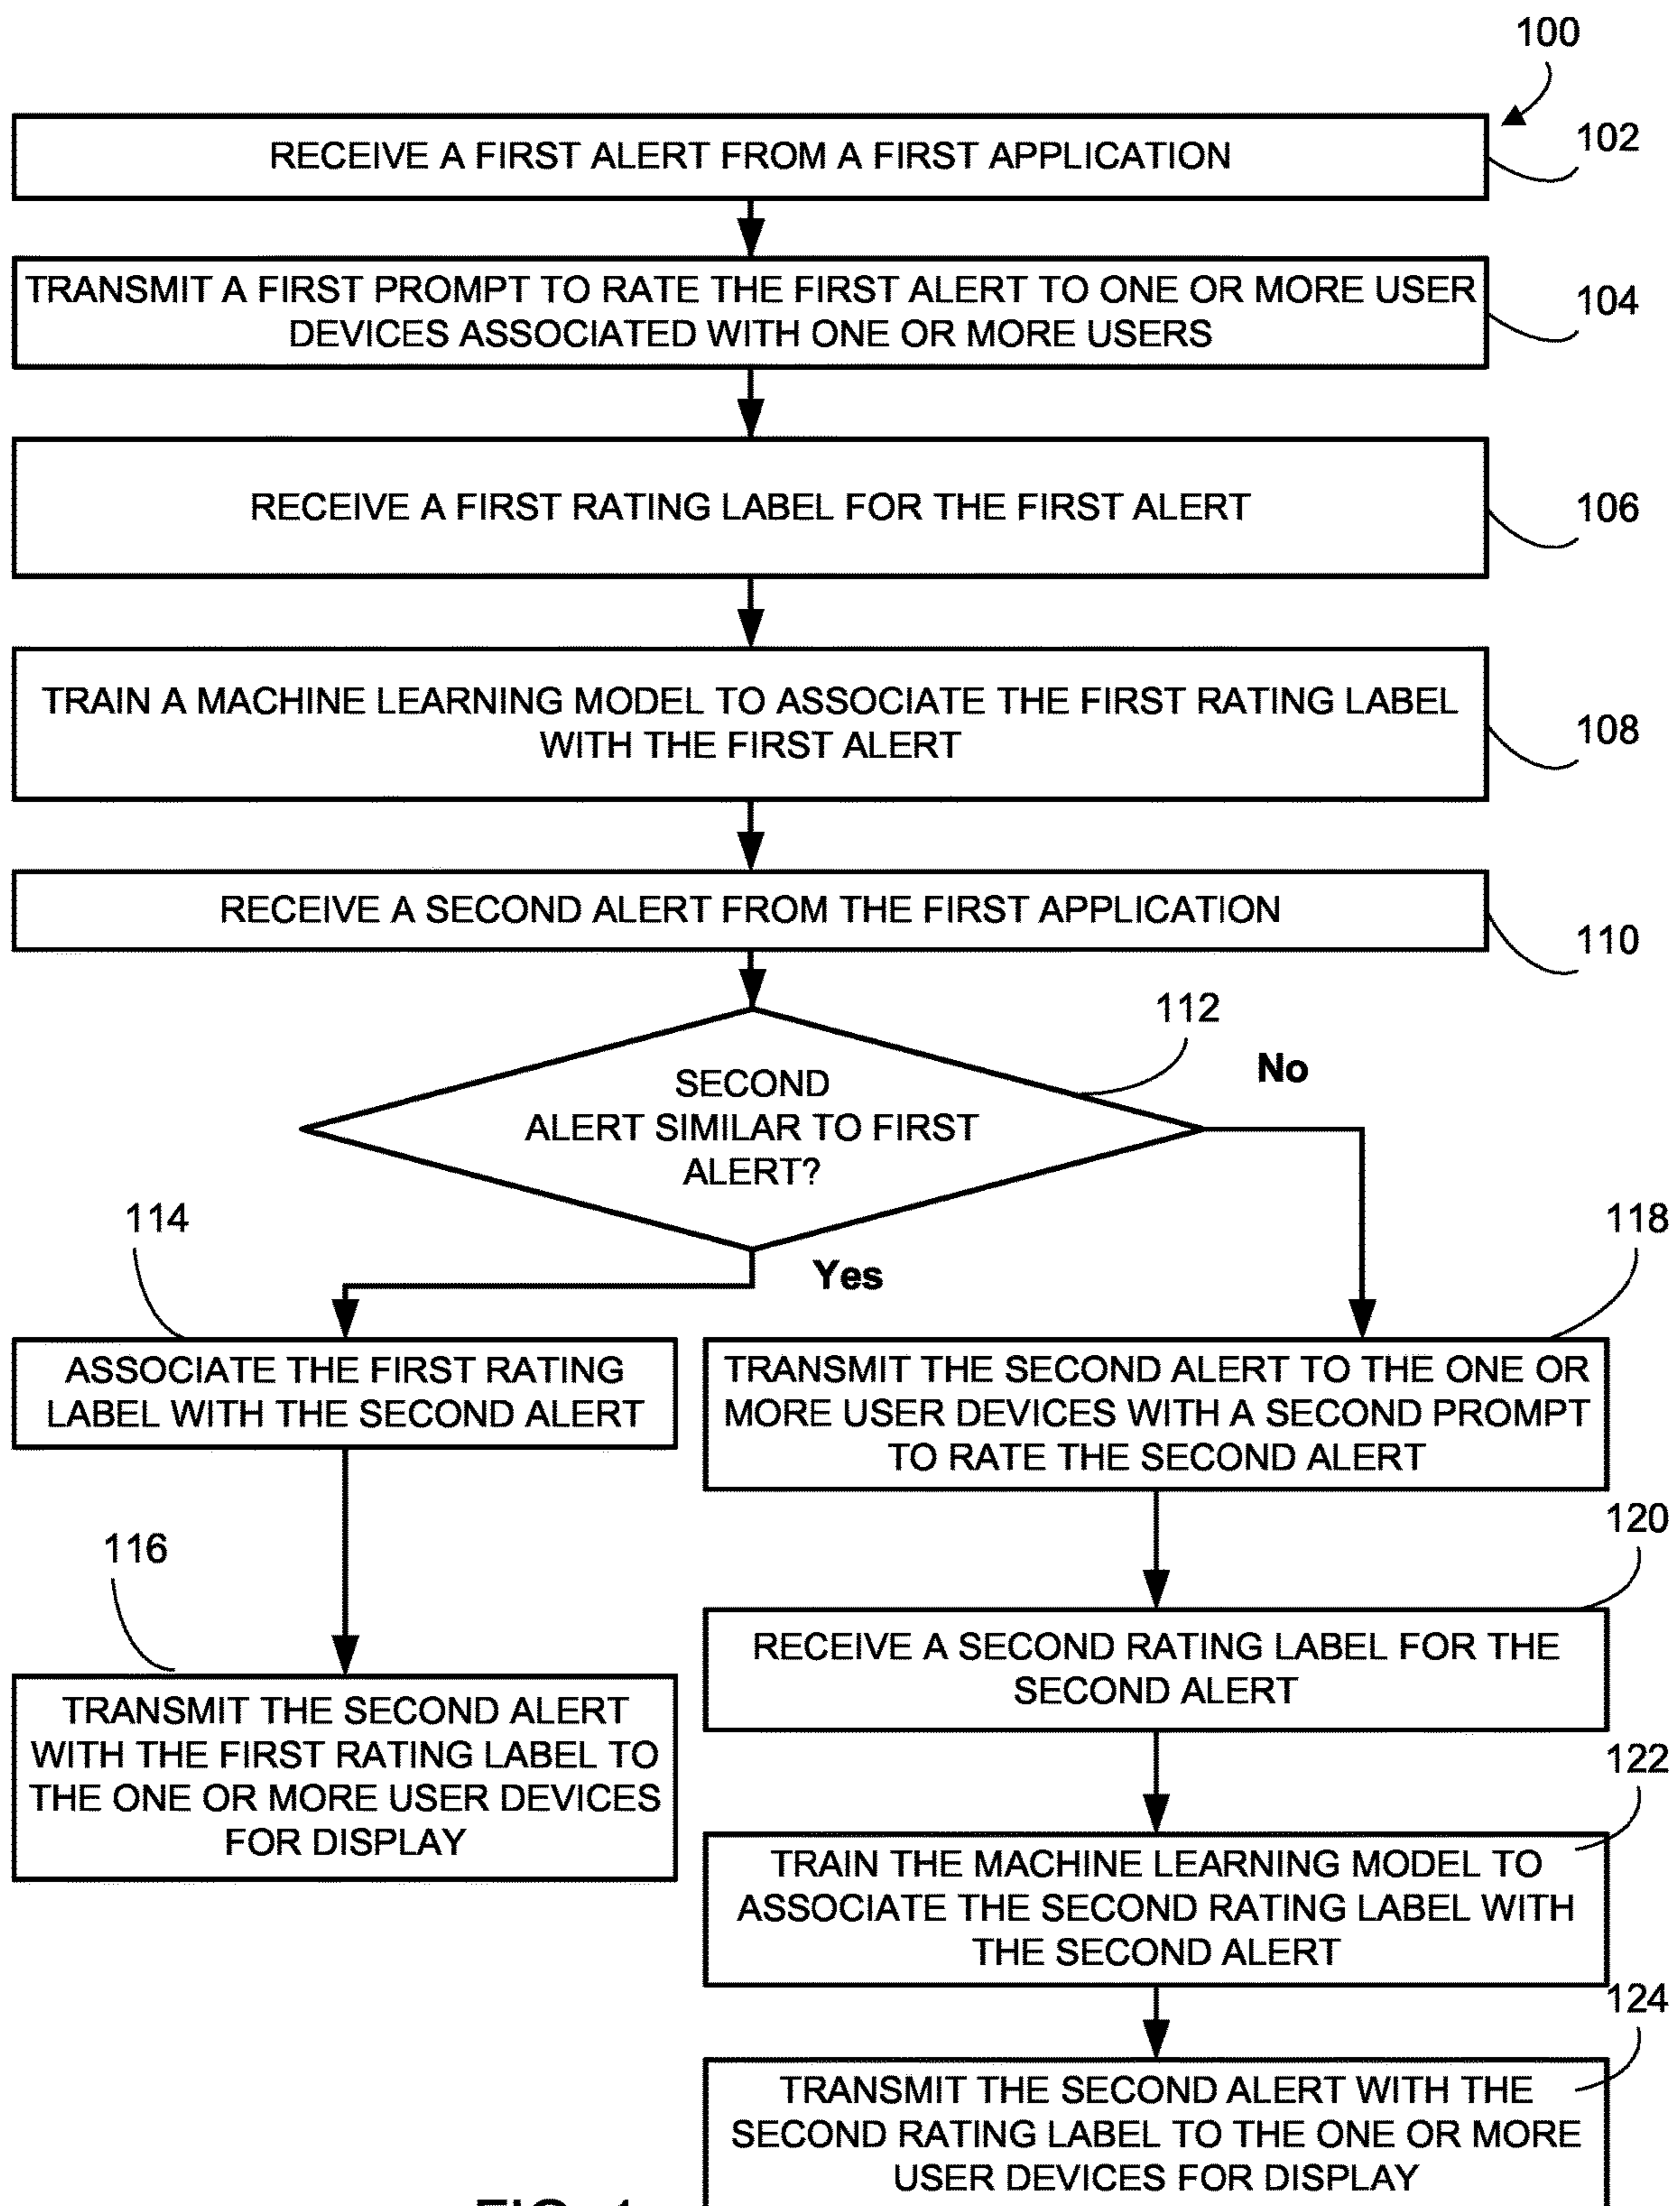 100
RECEIVE A FIRST ALERT FROM A FIRST APPLICATION
102
TRANSMIT A FIRST PROMPT TO RATE THE FIRST ALERT TO ONE OR MORE USER
DEVICES ASSOCIATED WITH ONE OR MORE USERS
104
RECEIVE A FIRST RATING LABEL FOR THE FIRST ALERT
106
TRAIN A MACHINE LEARNING MODEL TO ASSOCIATE THE FIRST RATING LABEL
WITH THE FIRST ALERT
108
RECEIVE A SECOND ALERT FROM THE FIRST APPLICATION
110
112
SECOND
ALERT SIMILAR TO FIRST
ALERT?
No
Yes
114
ASSOCIATE THE FIRST RATING
LABEL WITH THE SECOND ALERT
116
TRANSMIT THE SECOND ALERT
WITH THE FIRST RATING LABEL TO
THE ONE OR MORE USER DEVICES
FOR DISPLAY
118
TRANSMIT THE SECOND ALERT TO THE ONE OR
MORE USER DEVICES WITH A SECOND PROMPT
TO RATE THE SECOND ALERT
120
RECEIVE A SECOND RATING LABEL FOR THE
SECOND ALERT
122
TRAIN THE MACHINE LEARNING MODEL TO
ASSOCIATE THE SECOND RATING LABEL WITH
THE SECOND ALERT
124
TRANSMIT THE SECOND ALERT WITH THE
SECOND RATING LABEL TO THE ONE OR MORE
USER DEVICES FOR DISPLAY